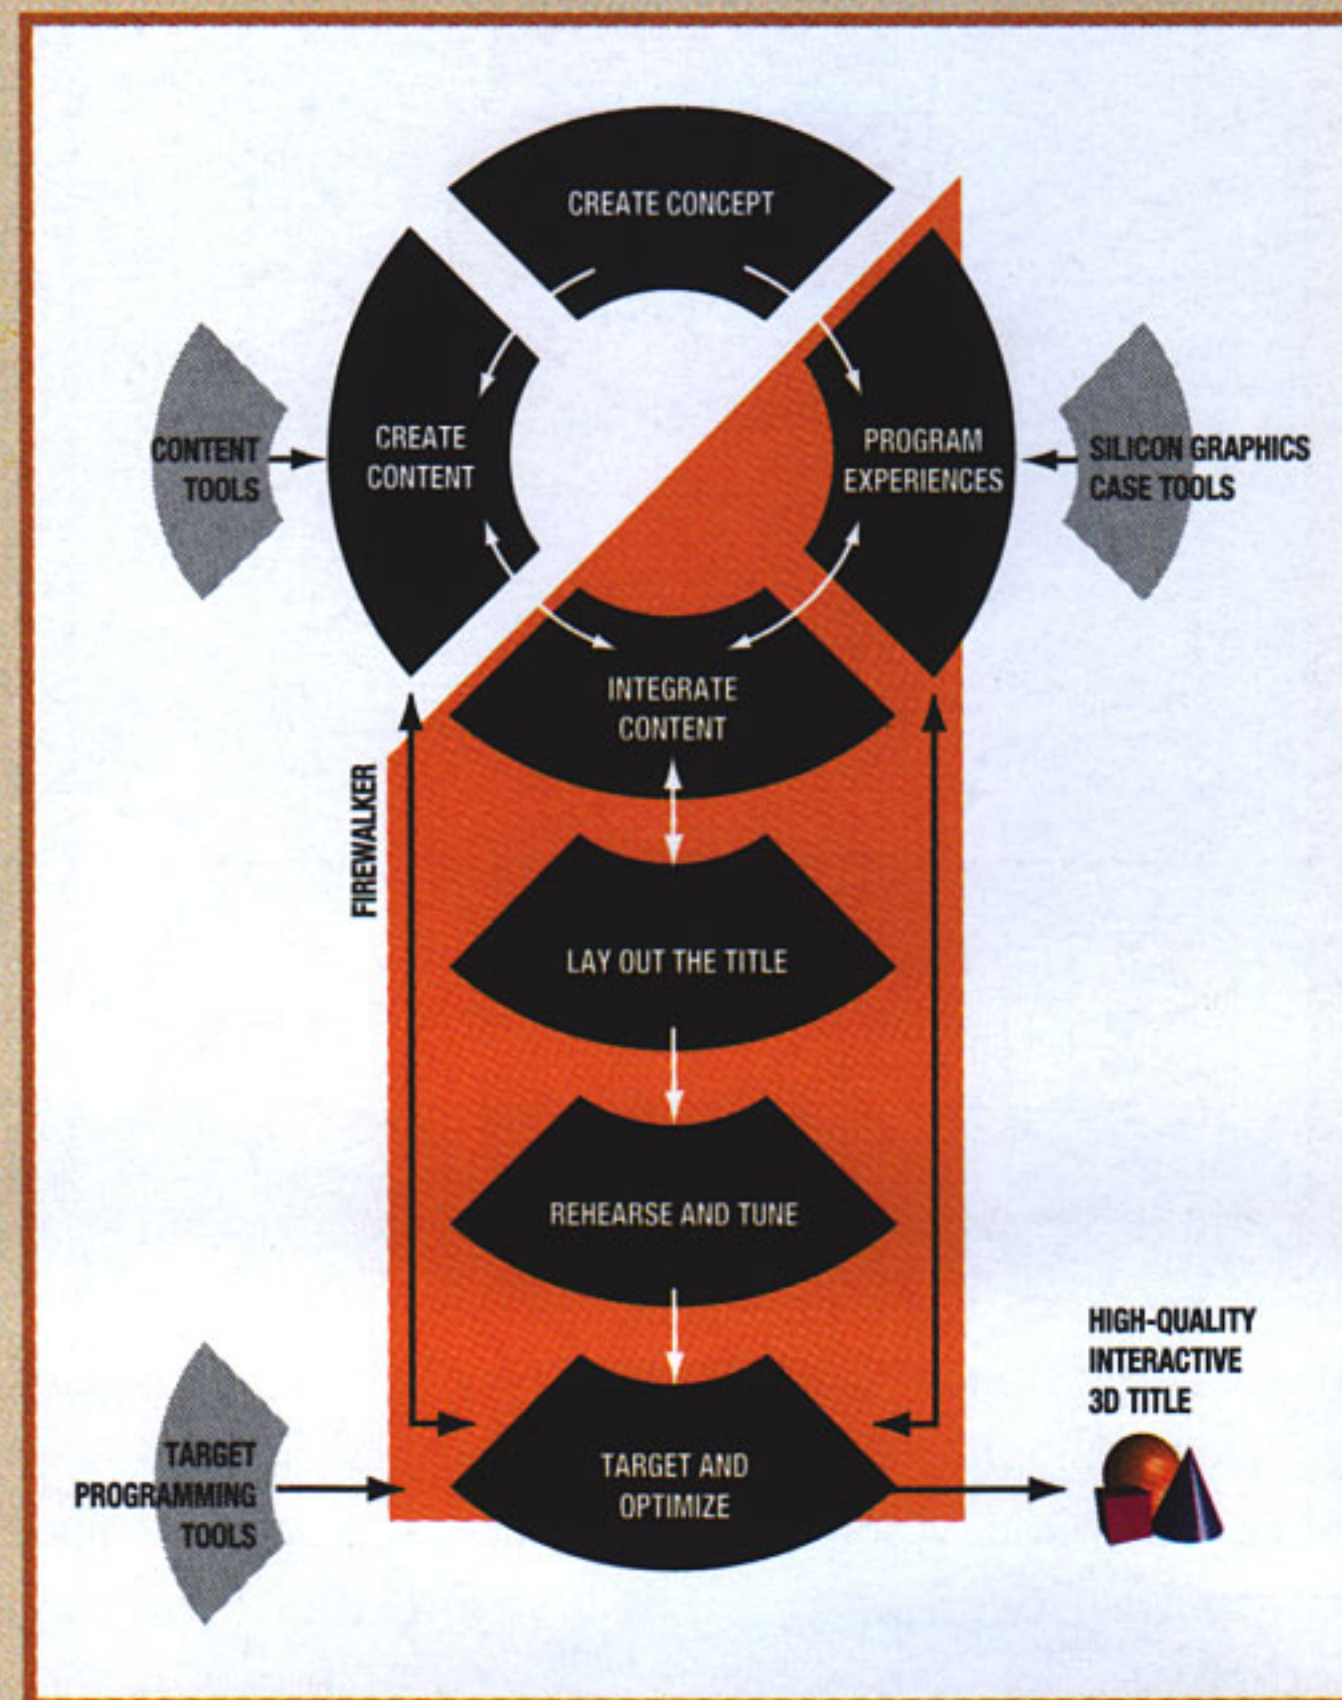 CREATE CONCEPT
CREATE
CONTENT
PROGRAM
EXPERIENCES
CONTENT
TOOLS
SILICON GRAPHICS
CASE TOOLS
INTEGRATE
CONTENT
FIREWALKER
LAY OUT THE TITLE
REHEARSE AND TUNE
HIGH-QUALITY
INTERACTIVE
3D TITLE
TARGET
PROGRAMMING
TOOLS
TARGET AND
OPTIMIZE